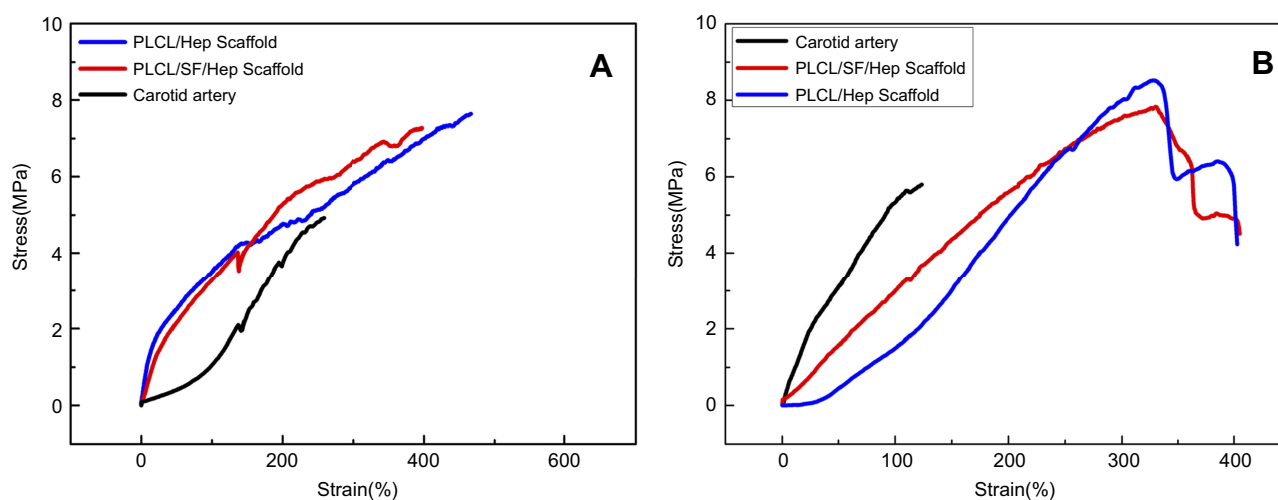 10
8
6
4
2
0
Stress(MPa)
PLCL/Hep Scaffold
PLCL/SF/Hep Scaffold
Carotid artery
A
0
200
400
600
Strain(%)
10
8
6
4
2
0
Stress(MPa)
Carotid artery
PLCL/SF/Hep Scaffold
PLCL/Hep Scaffold
B
0
100
200
300
400
Strain(%)